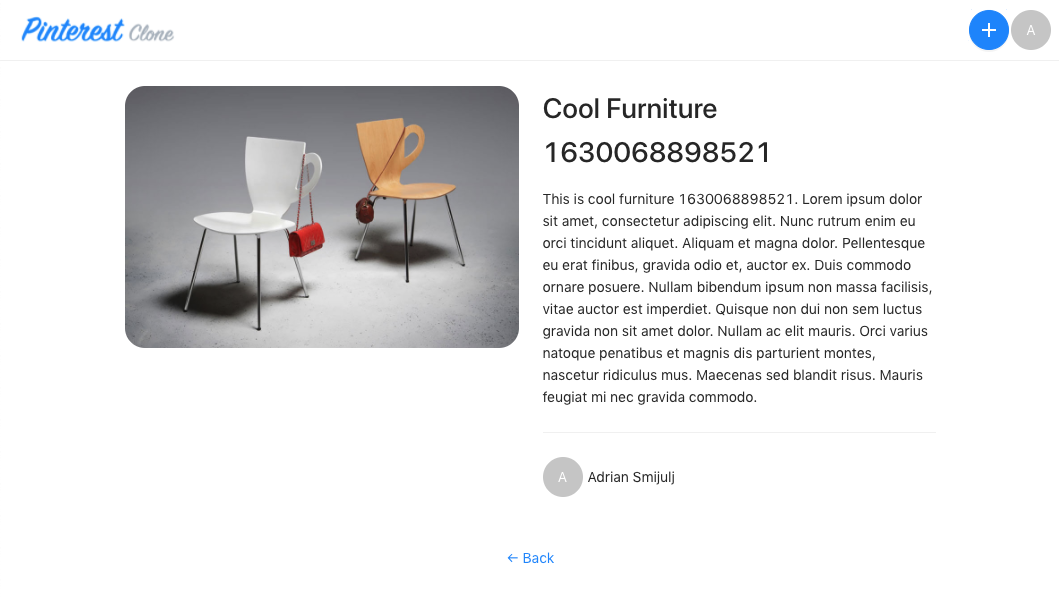 Pinterest Clone
A
Cool Furniture
1630068898521
This is cool furniture 1630068898521. Lorem ipsum dolor
sit amet, consectetur adipiscing elit. Nunc rutrum enim eu
orci tincidunt aliquet. Aliquam et magna dolor. Pellentesque
eu erat finibus, gravida odio et, auctor ex. Duis commodo
ornare posuere. Nullam bibendum ipsum non massa facilisis,
vitae auctor est imperdiet. Quisque non dui non sem luctus
gravida non sit amet dolor. Nullam ac elit mauris. Orci varius
natoque penatibus et magnis dis parturient montes,
nascetur ridiculus mus. Maecenas sed blandit risus. Mauris
feugiat mi nec gravida commodo.
A Adrian Smijulj
← Back